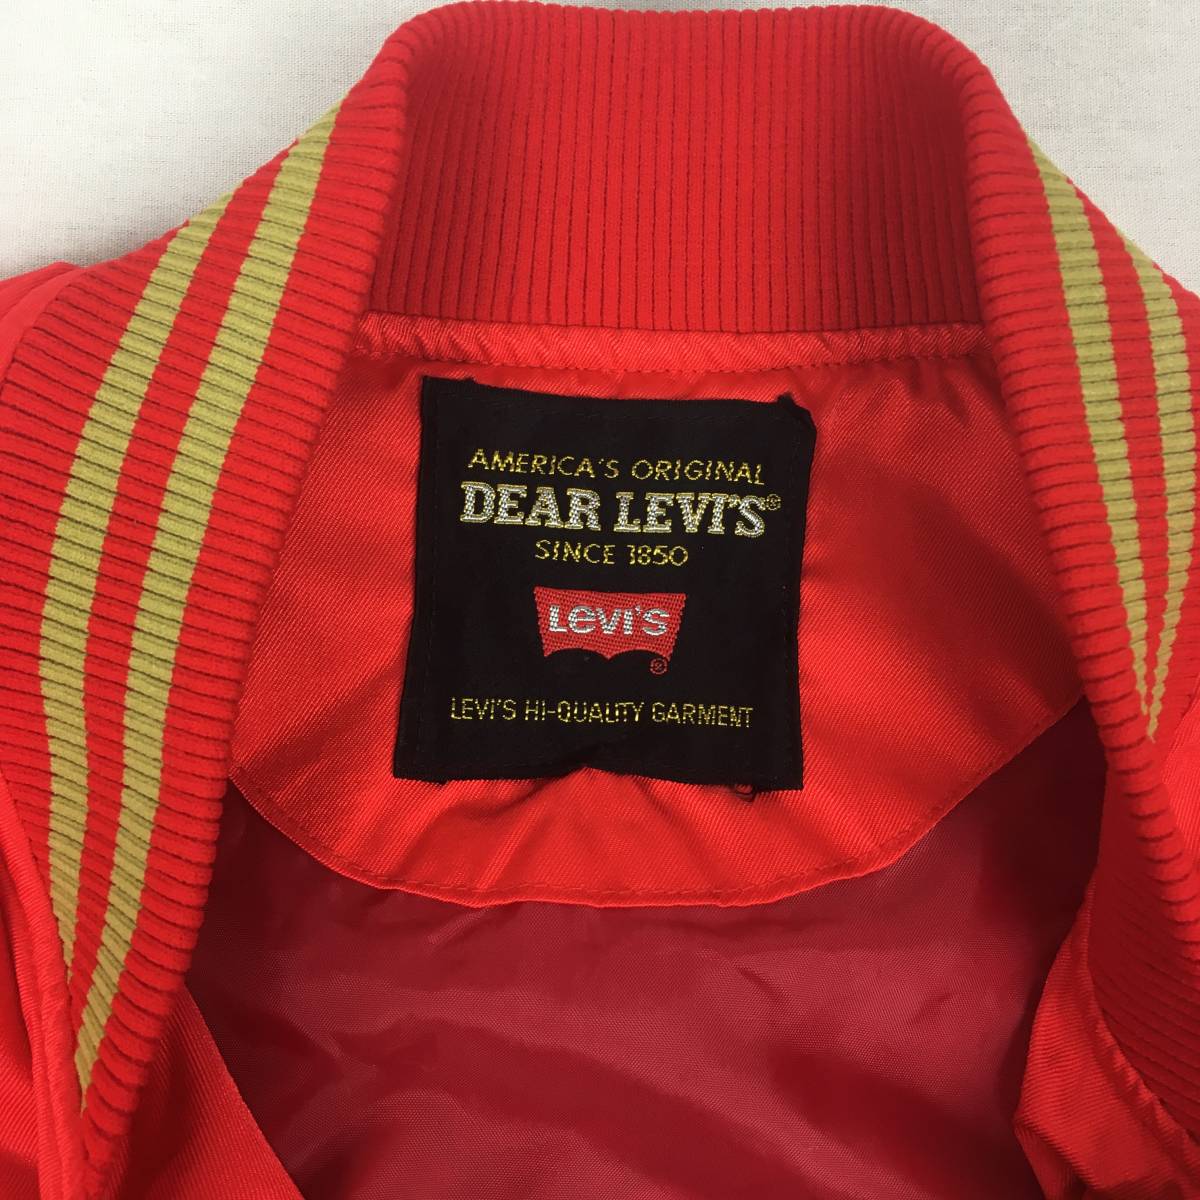 AMERICA'S ORIGINAL
DEAR LEVI'S®
SINCE 1850
LEVI'S
®
LEVI'S HI-QUALITY GARMENT